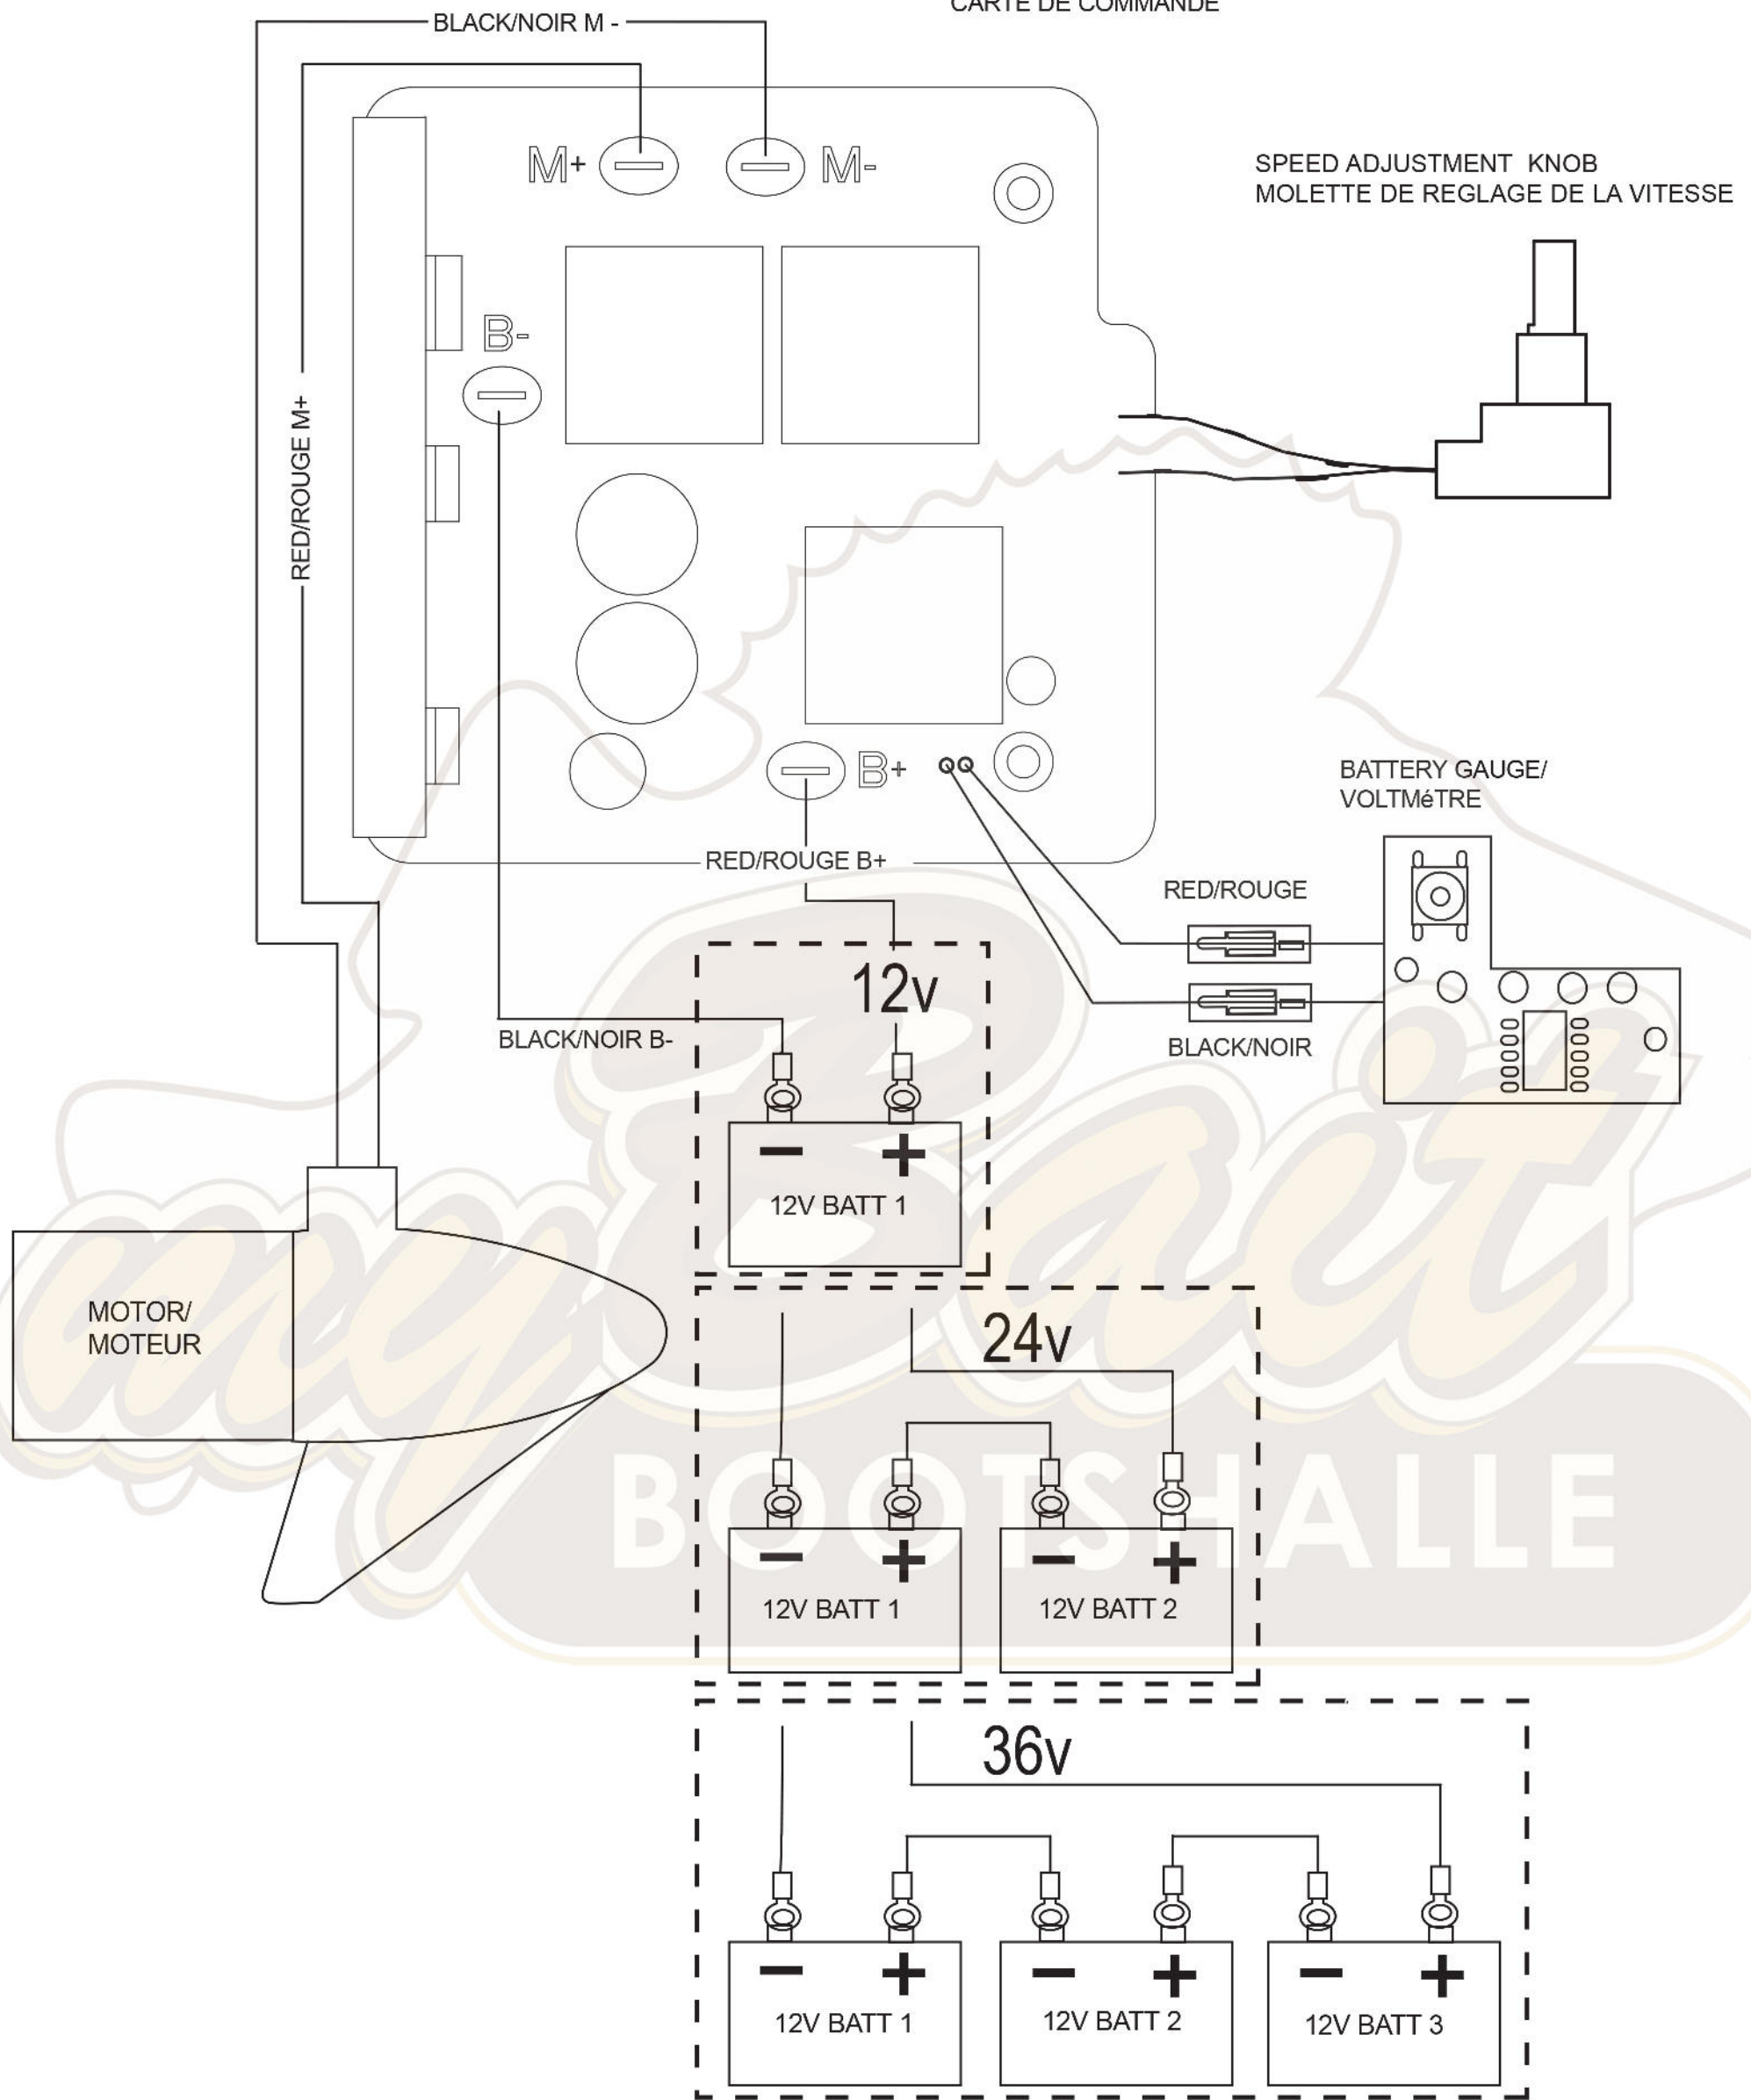 CARTE DE COMMANDE
BLACK/NOIR M -
M+
M-
SPEED ADJUSTMENT KNOB
MOLETTE DE REGLAGE DE LA VITESSE
B-
RED/ROUGE M+
B+
BATTERY GAUGE/
VOLTMéTRE
RED/ROUGE B+
RED/ROUGE
12v
BLACK/NOIR B-
BLACK/NOIR
- +
12V BATT 1
MOTOR/
MOTEUR
24v
- +
- +
12V BATT 1
12V BATT 2
36v
- +
- +
- +
12V BATT 1
12V BATT 2
12V BATT 3
my Bait
BOOTSHALLE